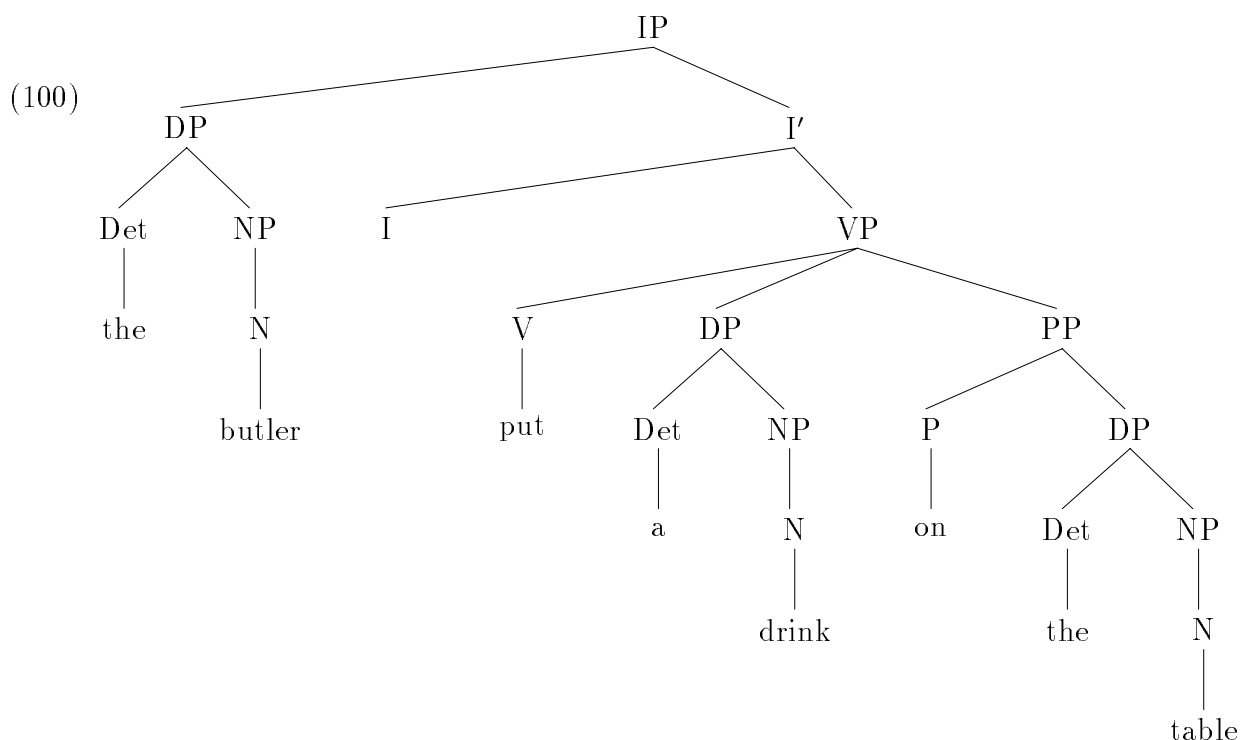 IP
(100)
DP I′
Det NP I VP
the N V DP PP
butler put Det NP P DP
a N on Det NP
drink the N
table